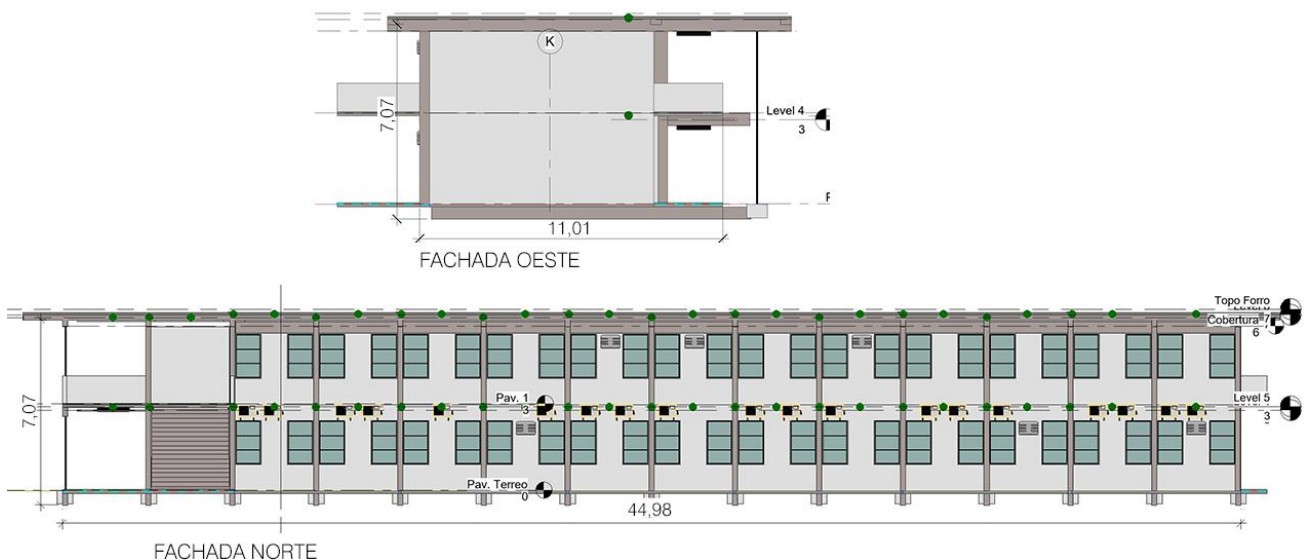 K
7,07
Level 4
3
F
11,01
FACHADA OESTE
Topo Forro
Cobertura 7
6
7,07
Pav. 1
3
Level 5
3
Pav. Terreo
0
44,98
FACHADA NORTE